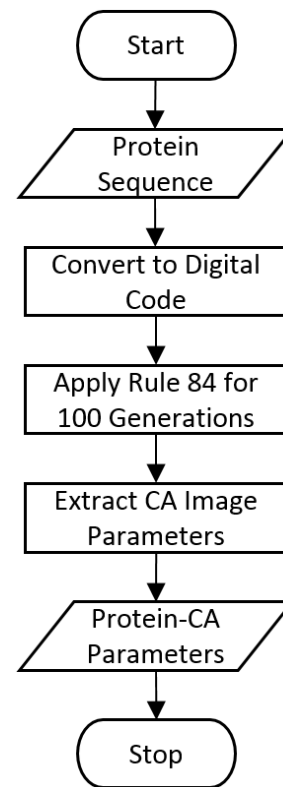 Start
Protein
Sequence
Convert to Digital
Code
Apply Rule 84 for
100 Generations
Extract CA Image
Parameters
Protein-CA
Parameters
Stop